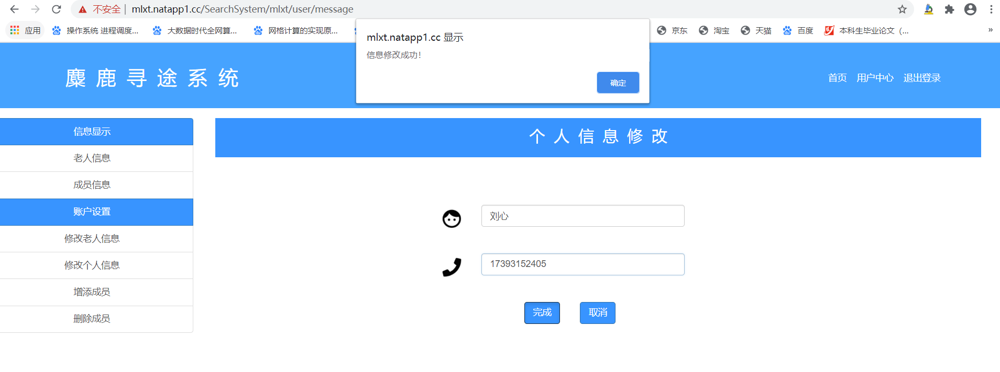 不安全 | mlxt.natapp1.cc/SearchSystem/mlxt/user/message
应用 操作系统 进程调度... 大数据时代全网算... 网格计算的实现原... 京东 淘宝 天猫 百度 本科生毕业论文（... »
mlxt.natapp1.cc 显示
信息修改成功！
确定
麋鹿寻途系统
首页 用户中心 退出登录
信息显示
老人信息
成员信息
账户设置
修改老人信息
修改个人信息
增添成员
删除成员
个人信息修改
刘心
17393152405
完成 取消